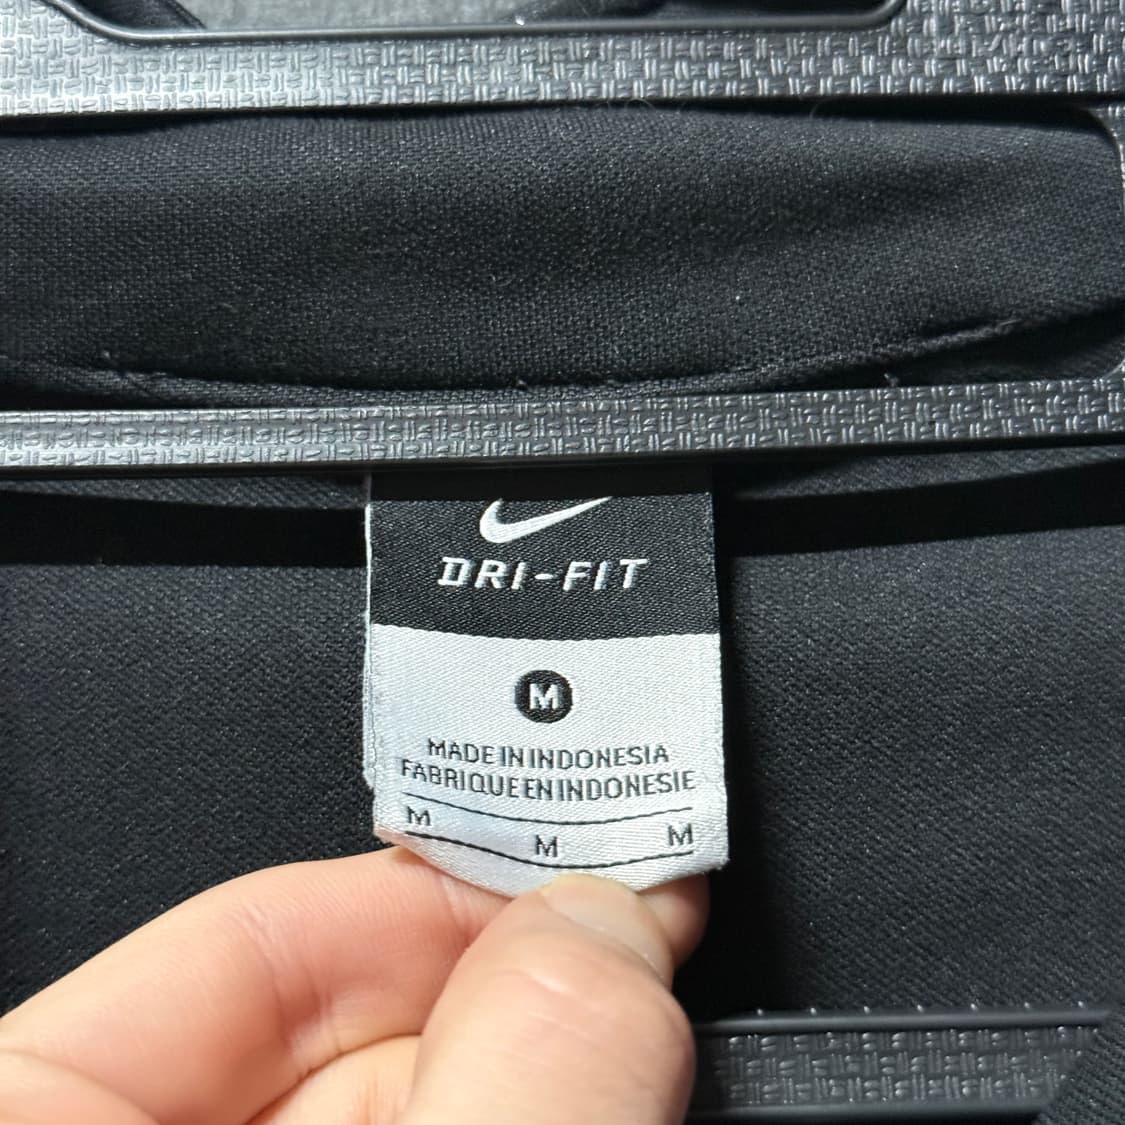 DRI-FIT
M
MADE IN INDONESIA
FABRIQUE EN INDONESIE
M M M